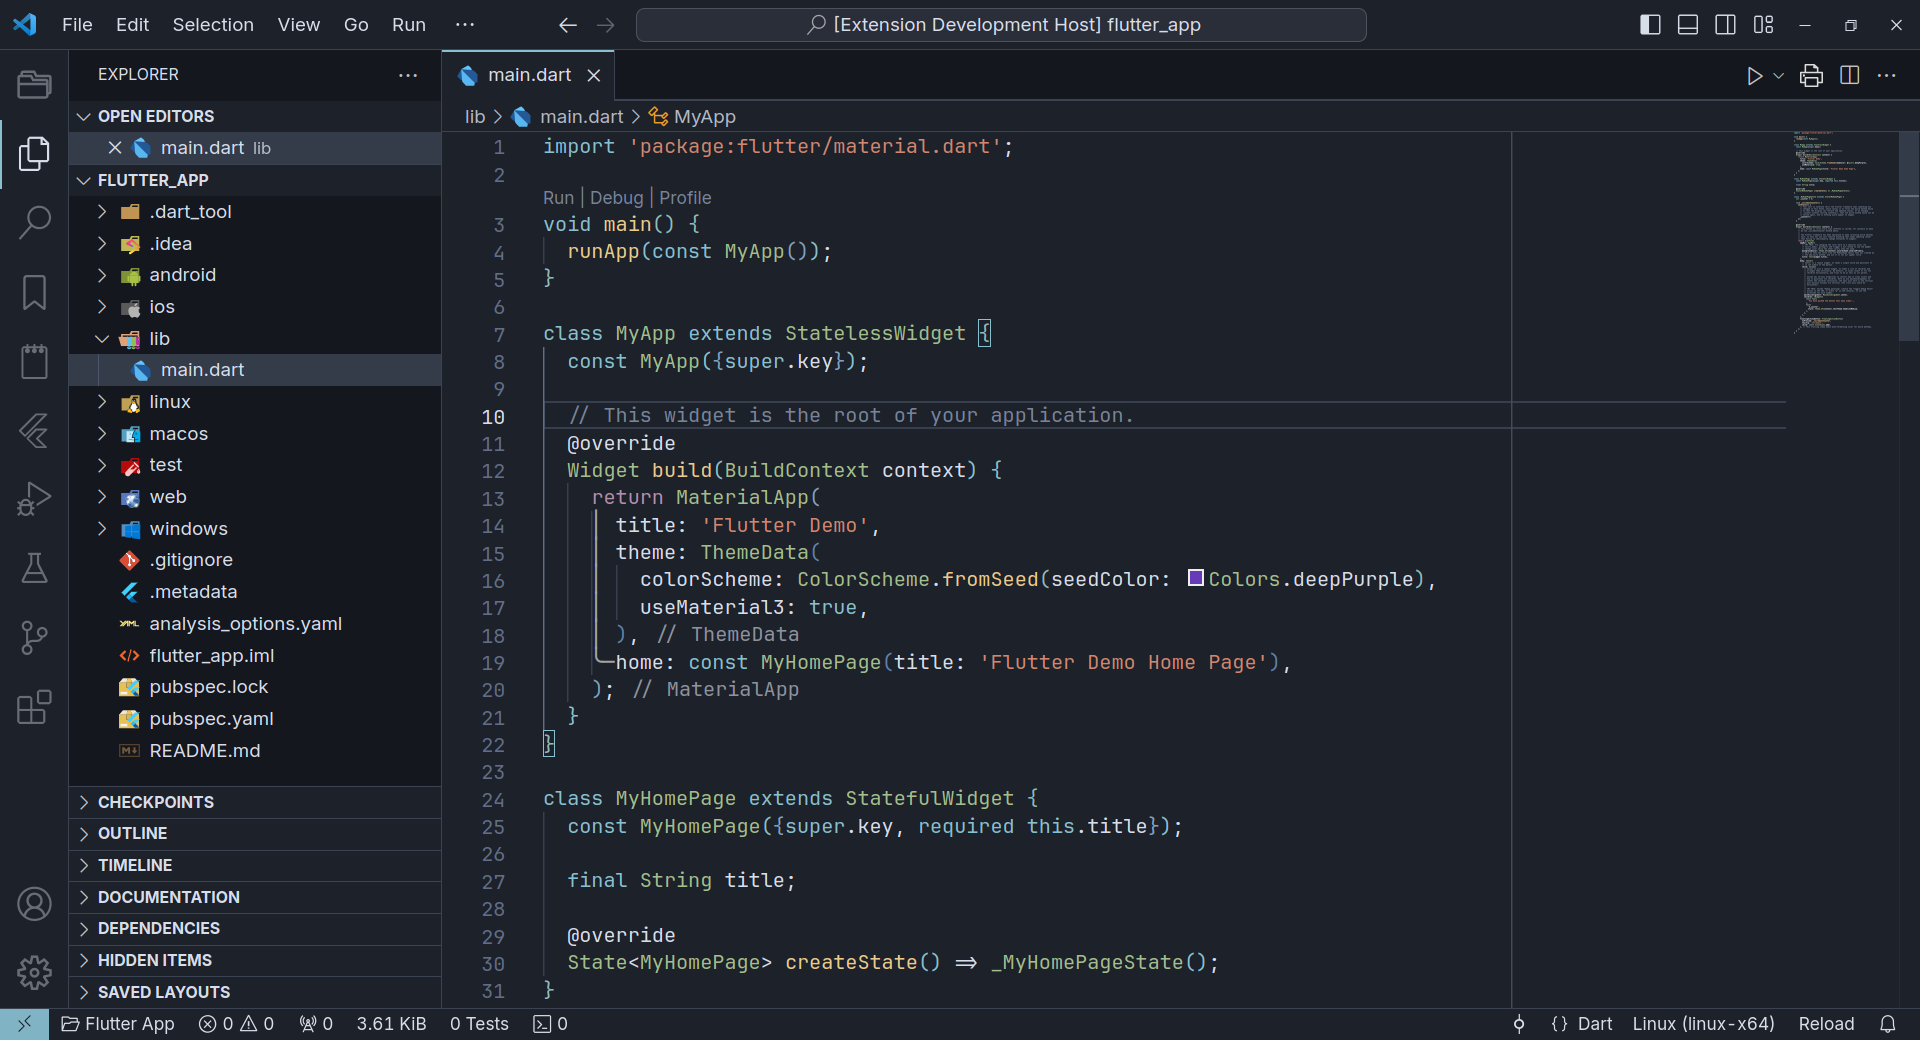 File Edit Selection View Go Run ···
[Extension Development Host] flutter_app
EXPLORER
OPEN EDITORS
main.dart lib
FLUTTER_APP
.dart_tool
.idea
android
ios
lib
main.dart
linux
macos
test
web
windows
.gitignore
.metadata
analysis_options.yaml
flutter_app.iml
pubspec.lock
pubspec.yaml
README.md
CHECKPOINTS
OUTLINE
TIMELINE
DOCUMENTATION
DEPENDENCIES
HIDDEN ITEMS
SAVED LAYOUTS
main.dart
lib > main.dart > MyApp
1 import 'package:flutter/material.dart';
2
Run | Debug | Profile
3 void main() {
4 runApp(const MyApp());
5 }
6
7 class MyApp extends StatelessWidget {
8 const MyApp({super.key});
9
10 // This widget is the root of your application.
11 @override
12 Widget build(BuildContext context) {
13 return MaterialApp(
14 title: 'Flutter Demo',
15 theme: ThemeData(
16 colorScheme: ColorScheme.fromSeed(seedColor: Colors.deepPurple),
17 useMaterial3: true,
18 ), // ThemeData
19 home: const MyHomePage(title: 'Flutter Demo Home Page'),
20 ); // MaterialApp
21 }
22 }
23
24 class MyHomePage extends StatefulWidget {
25 const MyHomePage({super.key, required this.title});
26
27 final String title;
28
29 @override
30 State<MyHomePage> createState() => _MyHomePageState();
31 }
Flutter App 0 0 0 3.61 KiB 0 Tests 0
{} Dart Linux (linux-x64) Reload